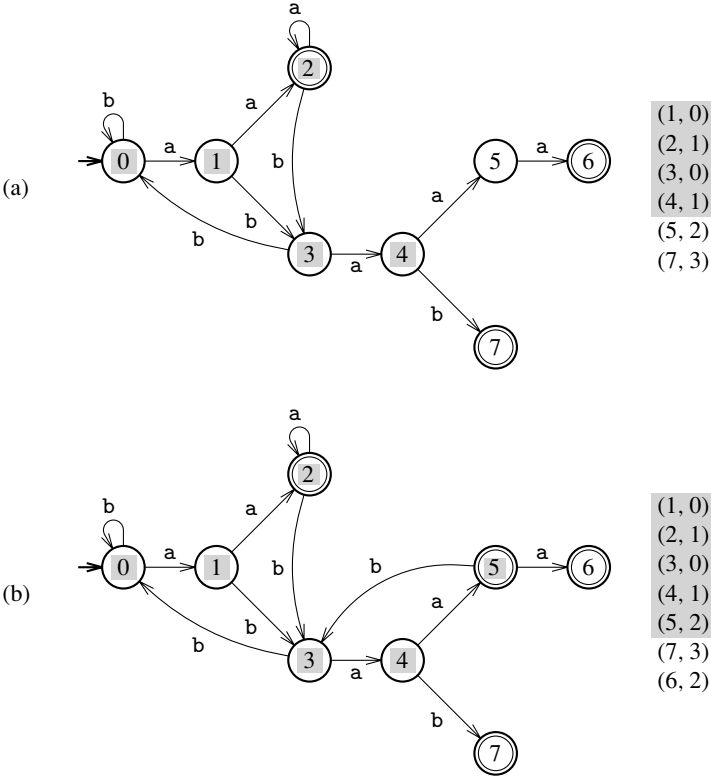 a
2
b
a
a
b
(1, 0)
0
a
1
5
a
6
(2, 1)
(3, 0)
(a)
a
(4, 1)
b
b
(5, 2)
3
a
4
(7, 3)
b
7
a
2
b
a
a
b
b
(1, 0)
0
a
1
5
a
6
(2, 1)
(b)
a
(3, 0)
b
b
(4, 1)
3
a
4
(5, 2)
b
(7, 3)
7
(6, 2)